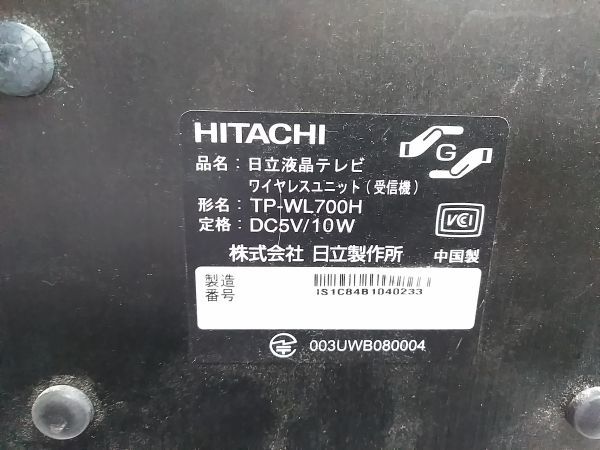 HITACHI
G
品名：日立液晶テレビ
ワイヤレスユニット（受信機）
形名：TP-WL700H
定格：DC5V/10W
VCI
株式会社 日立製作所
中国製
製造
番号
IS1C84B1040233
003UWB080004